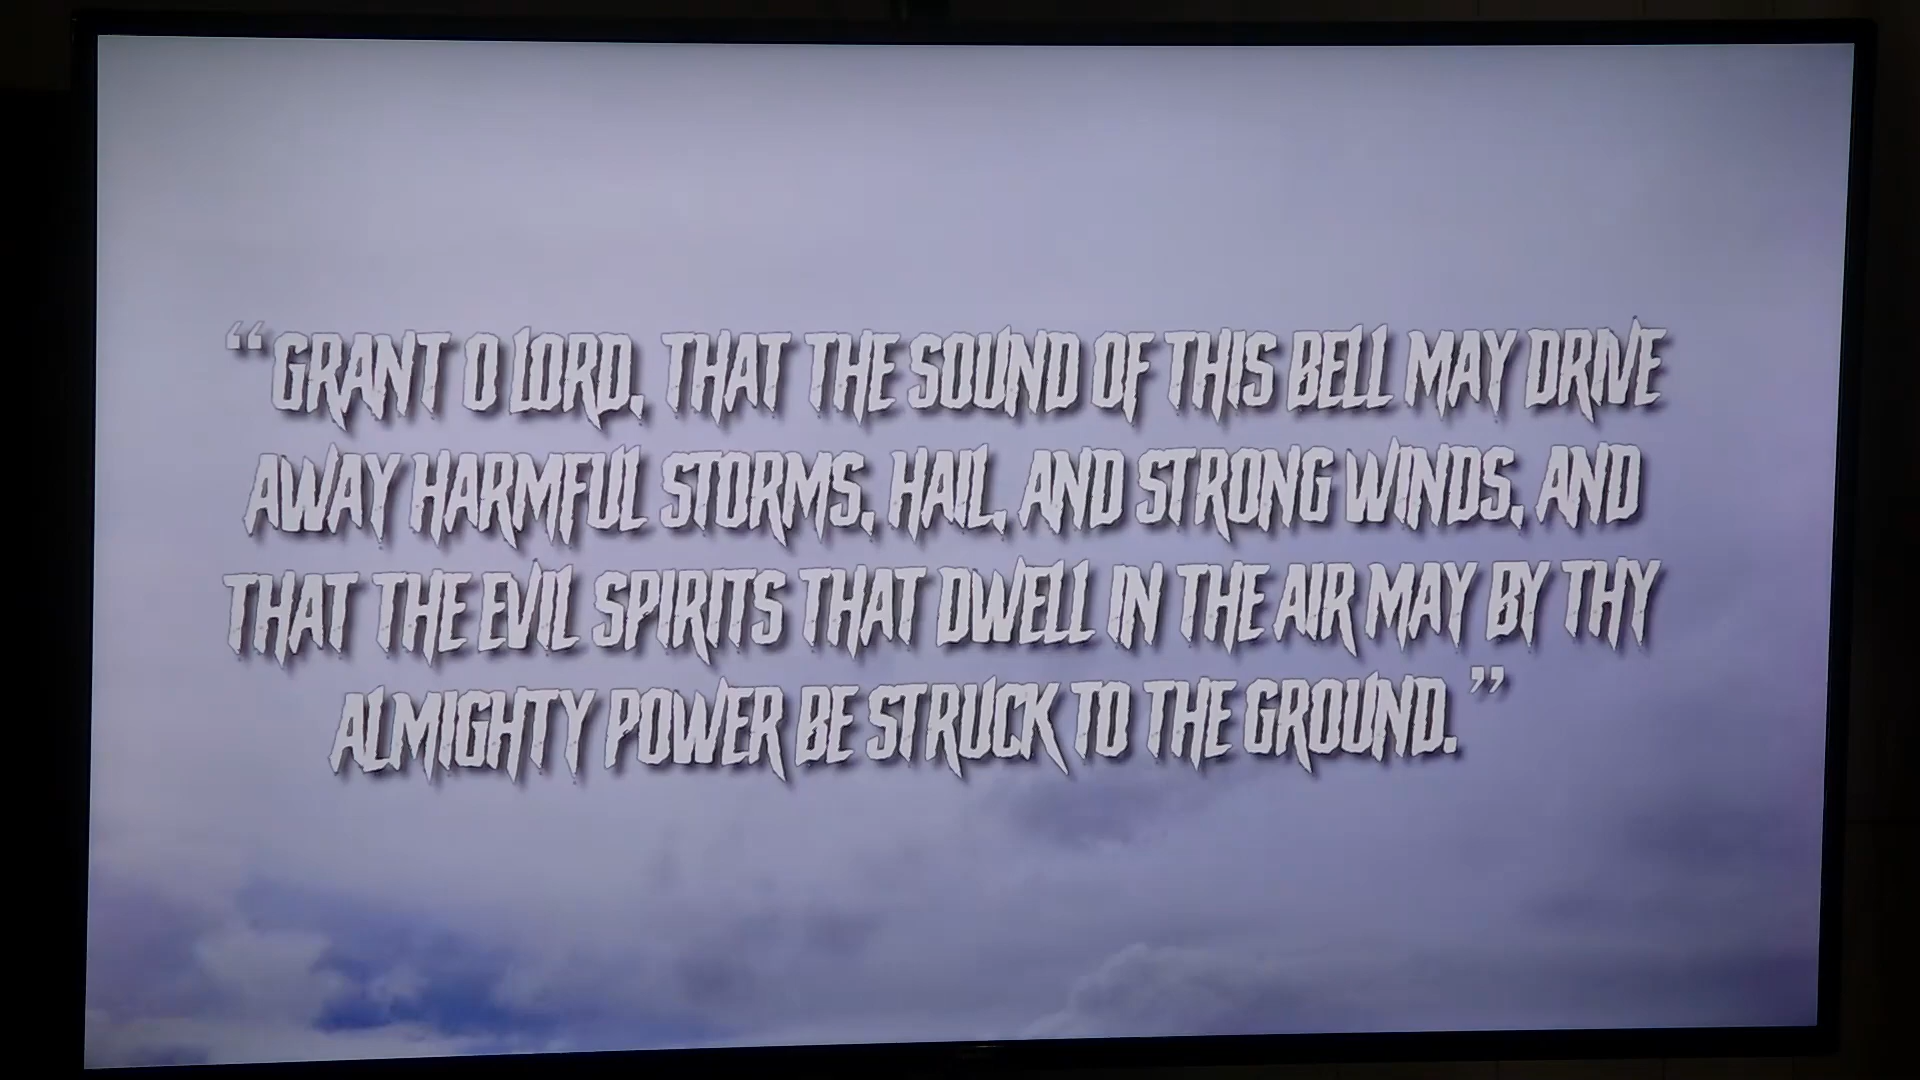 “GRANT O LORD, THAT THE SOUND OF THIS BELL MAY DRIVE
AWAY HARMFUL STORMS, HAIL, AND STRONG WINDS, AND
THAT THE EVIL SPIRITS THAT DWELL IN THE AIR MAY BY THY
ALMIGHTY POWER BE STRUCK TO THE GROUND.”